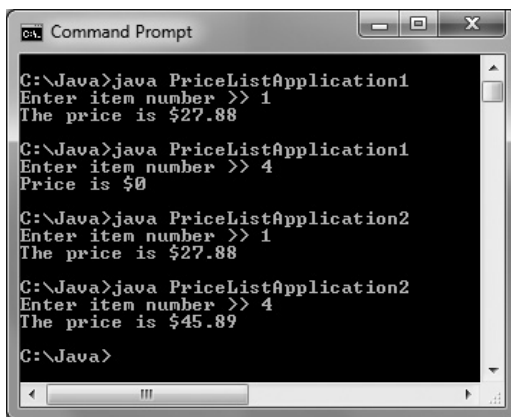 Command Prompt
C:\Java>java PriceListApplication1
Enter item number >> 1
The price is $27.88
C:\Java>java PriceListApplication1
Enter item number >> 4
Price is $0
C:\Java>java PriceListApplication2
Enter item number >> 1
The price is $27.88
C:\Java>java PriceListApplication2
Enter item number >> 4
The price is $45.89
C:\Java>